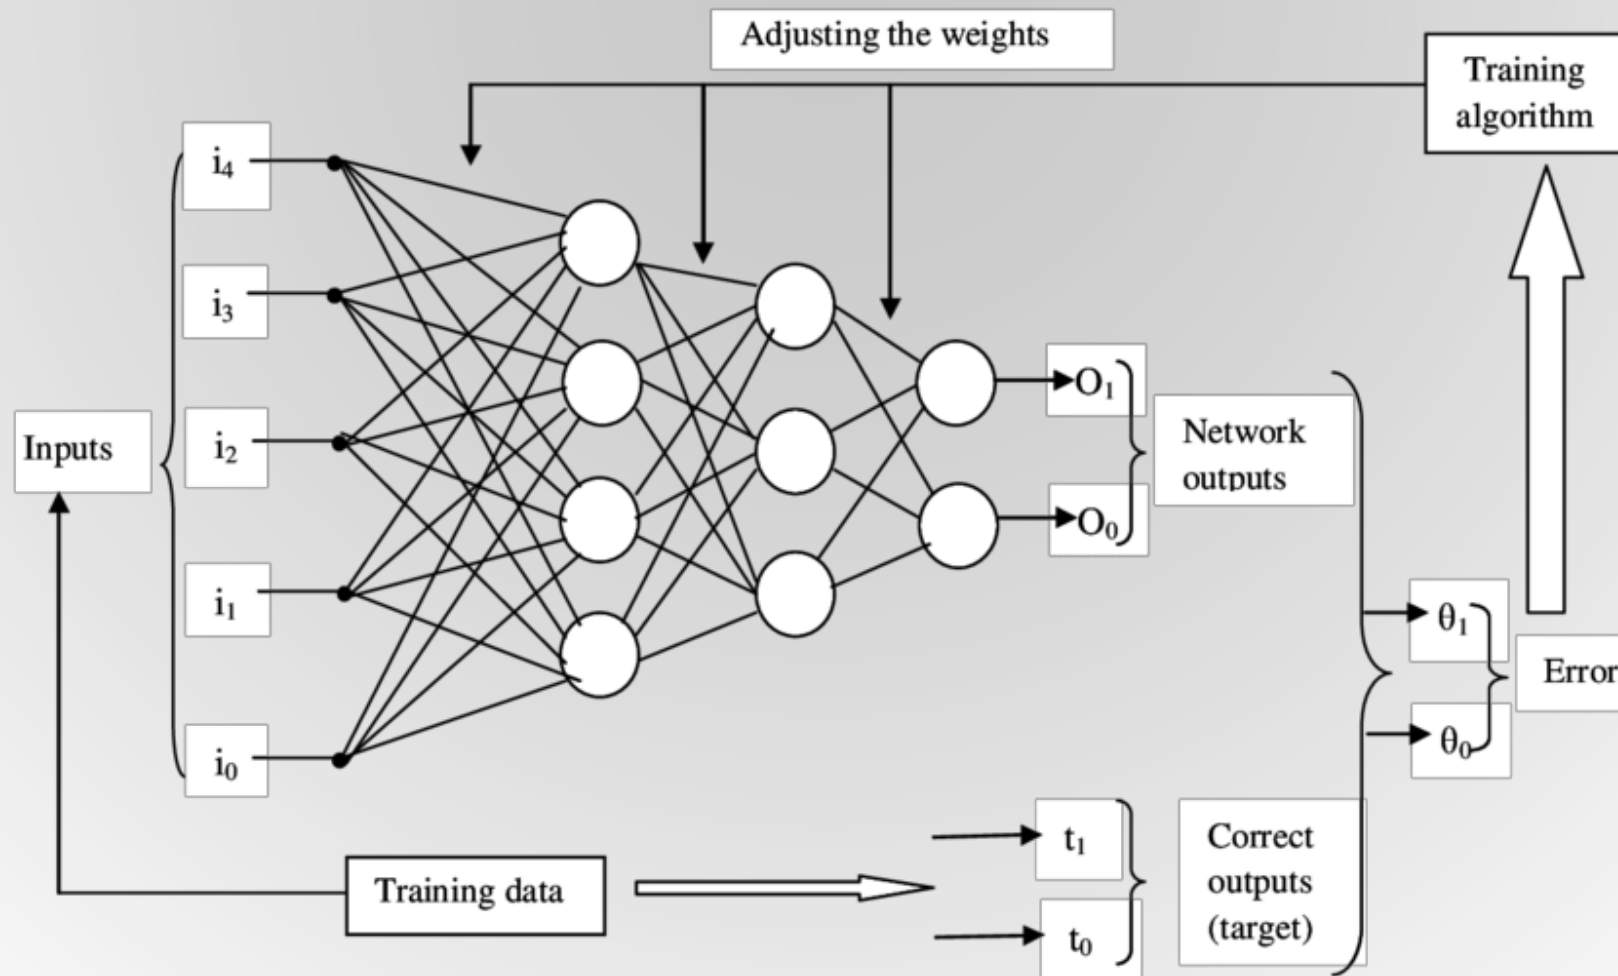 Adjusting the weights
Training
algorithm
i₄
i₃
i₂
i₁
i₀
Inputs
O₁
O₀
Network
outputs
θ₁
θ₀
Error
Training data
t₁
t₀
Correct
outputs
(target)